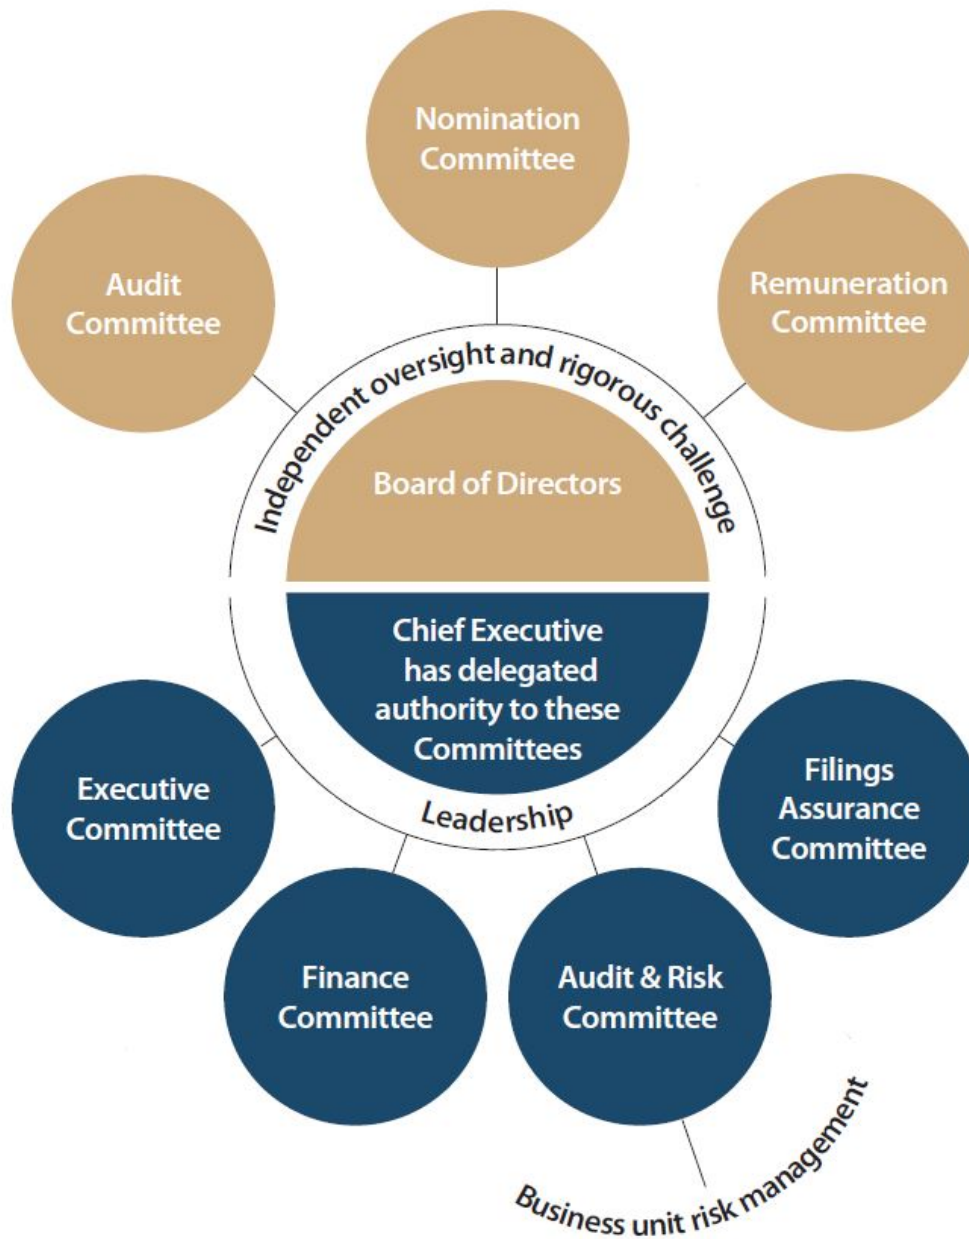 Nomination
Committee
Audit
Committee
Remuneration
Committee
Independent oversight and rigorous challenge
Board of Directors
Chief Executive
has delegated
authority to these
Committees
Leadership
Executive
Committee
Filings
Assurance
Committee
Finance
Committee
Audit & Risk
Committee
Business unit risk management